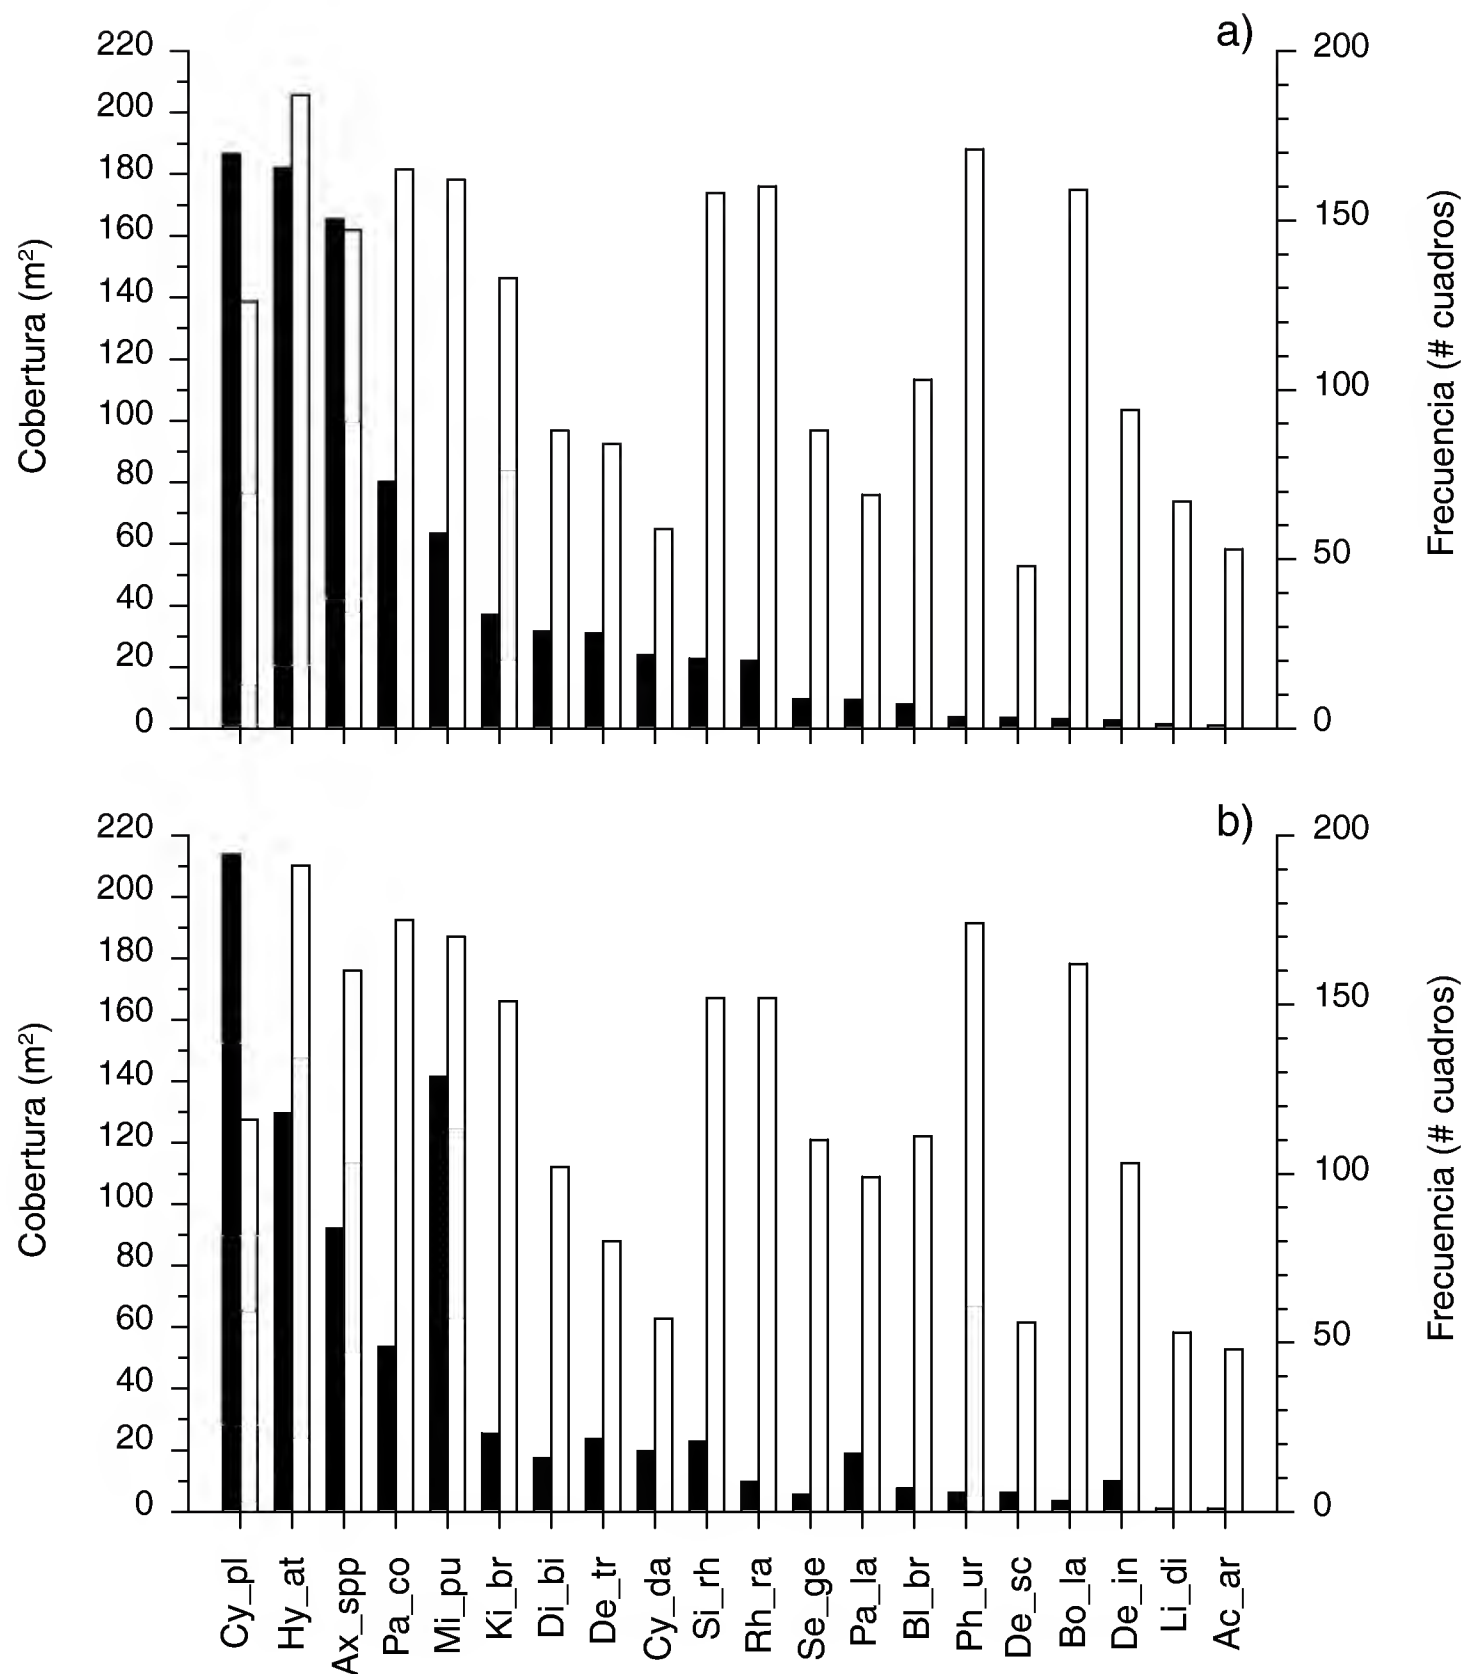 a)
220
200
180
160
140
120
100
80
60
40
20
0
Cobertura (m²)
200
150
100
50
0
Frecuencia (# cuadros)
b)
220
200
180
160
140
120
100
80
60
40
20
0
Cobertura (m²)
200
150
100
50
0
Frecuencia (# cuadros)
Cy_pl
Hy_at
Ax_spp
Pa_co
Mi_pu
Ki_br
Di_bi
De_tr
Cy_da
Si_rh
Rh_ra
Se_ge
Pa_la
Bl_br
Ph_ur
De_sc
Bo_la
De_in
Li_di
Ac_ar